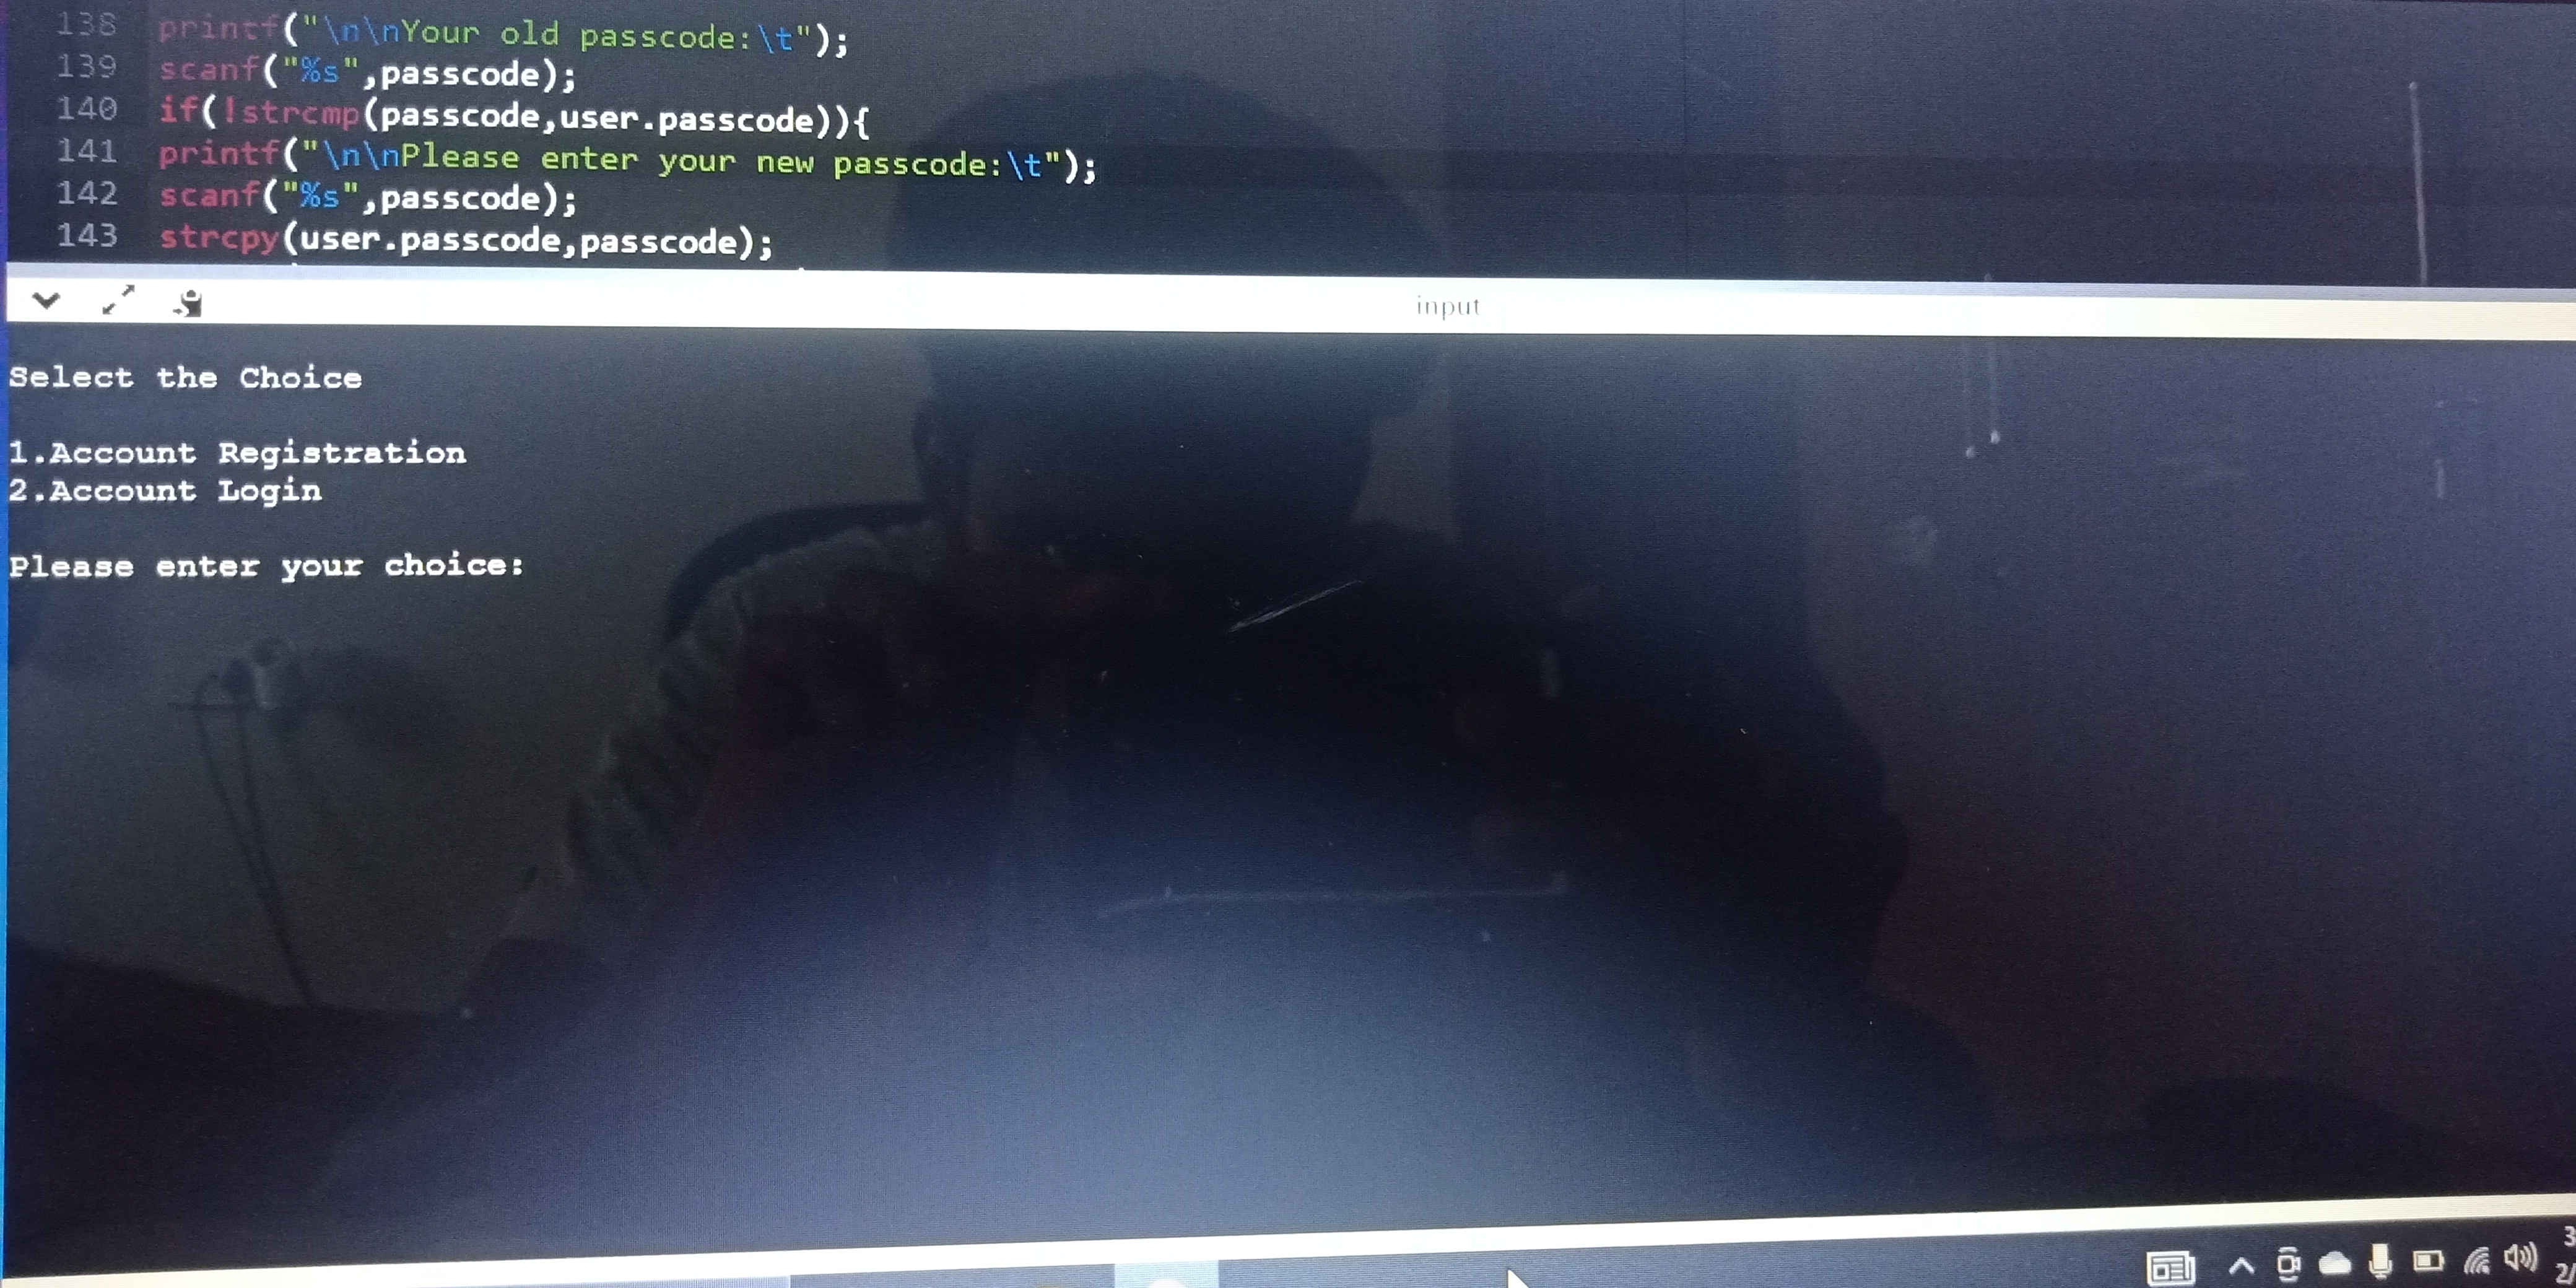 138 printf("\n\nYour old passcode:\t");
139 scanf("%s",passcode);
140 if(!strcmp(passcode,user.passcode)){
141 printf("\n\nPlease enter your new passcode:\t");
142 scanf("%s",passcode);
143 strcpy(user.passcode,passcode);
input
Select the Choice
1.Account Registration
2.Account Login
Please enter your choice: